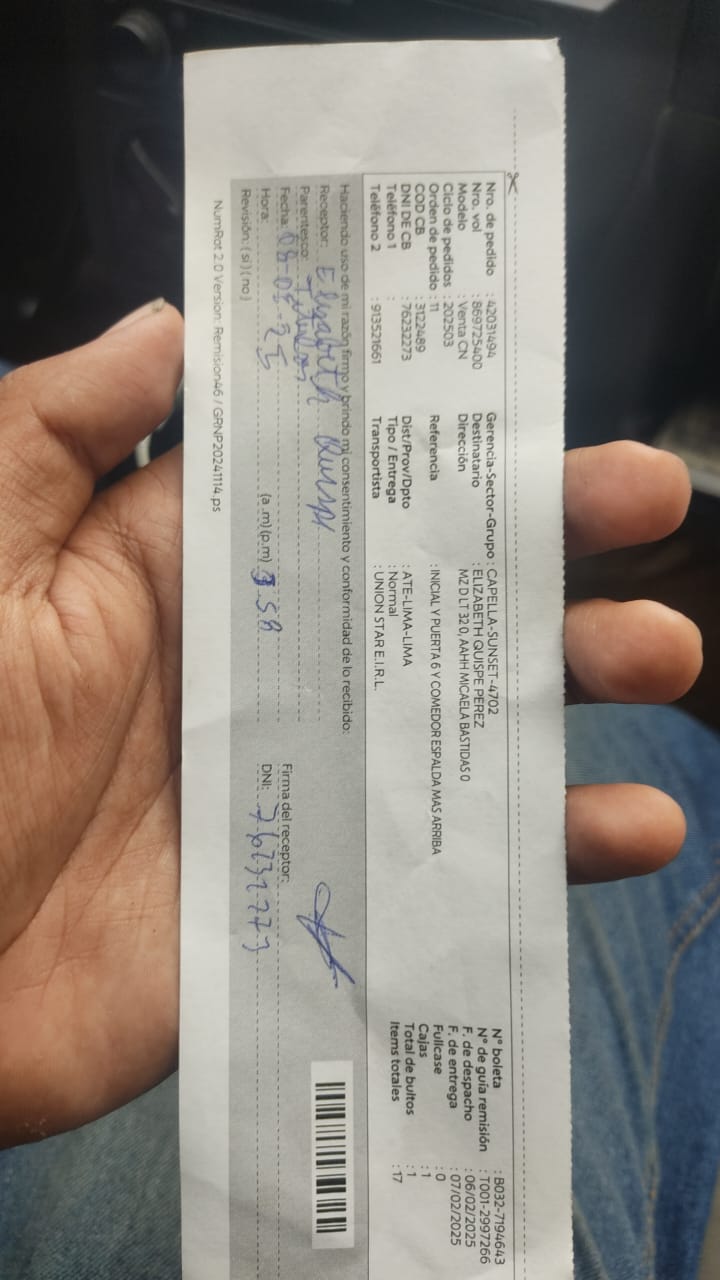 Nro. de pedido : 42031494
Nro. vol : 869725400
Modelo : Venta CN
Ciclo de pedidos : 202503
Orden de pedido : 11
COD CB : 3122489
DNI DE CB : 76232273
Teléfono 1 :
Teléfono 2 : 913521661
Gerencia-Sector-Grupo : CAPELLA-SUNSET-4702
Destinatario : ELIZABETH QUISPE PEREZ
Dirección MZ D LT 32 0, AAHH MICAELA BASTIDAS 0
Referencia : INICIAL Y PUERTA 6 Y COMEDOR ESPALDA MAS ARRIBA
Dist/Prov/Dpto : ATE-LIMA-LIMA
Tipo / Entrega : Normal
Transportista : UNION STAR E.I.R.L.
N° boleta : B032-7194643
N° de guía remisión : T001-2997266
F. de despacho : 06/02/2025
F. de entrega : 07/02/2025
Fullcase : 0
Cajas : 1
Total de bultos : 1
Items totales : 17
Haciendo uso de mi razón firmo y brindo mi consentimiento y conformidad de lo recibido:
Receptor: Elizabeth Quispe
Parentesco: Titular
Fecha: 08-02-25
Hora: (a.m)(p.m)
Revisión: (si) (no)
Firma del receptor:
DNI: 76232273
NumRot 2.0 Version: Remision46 / GRNP20241114.ps